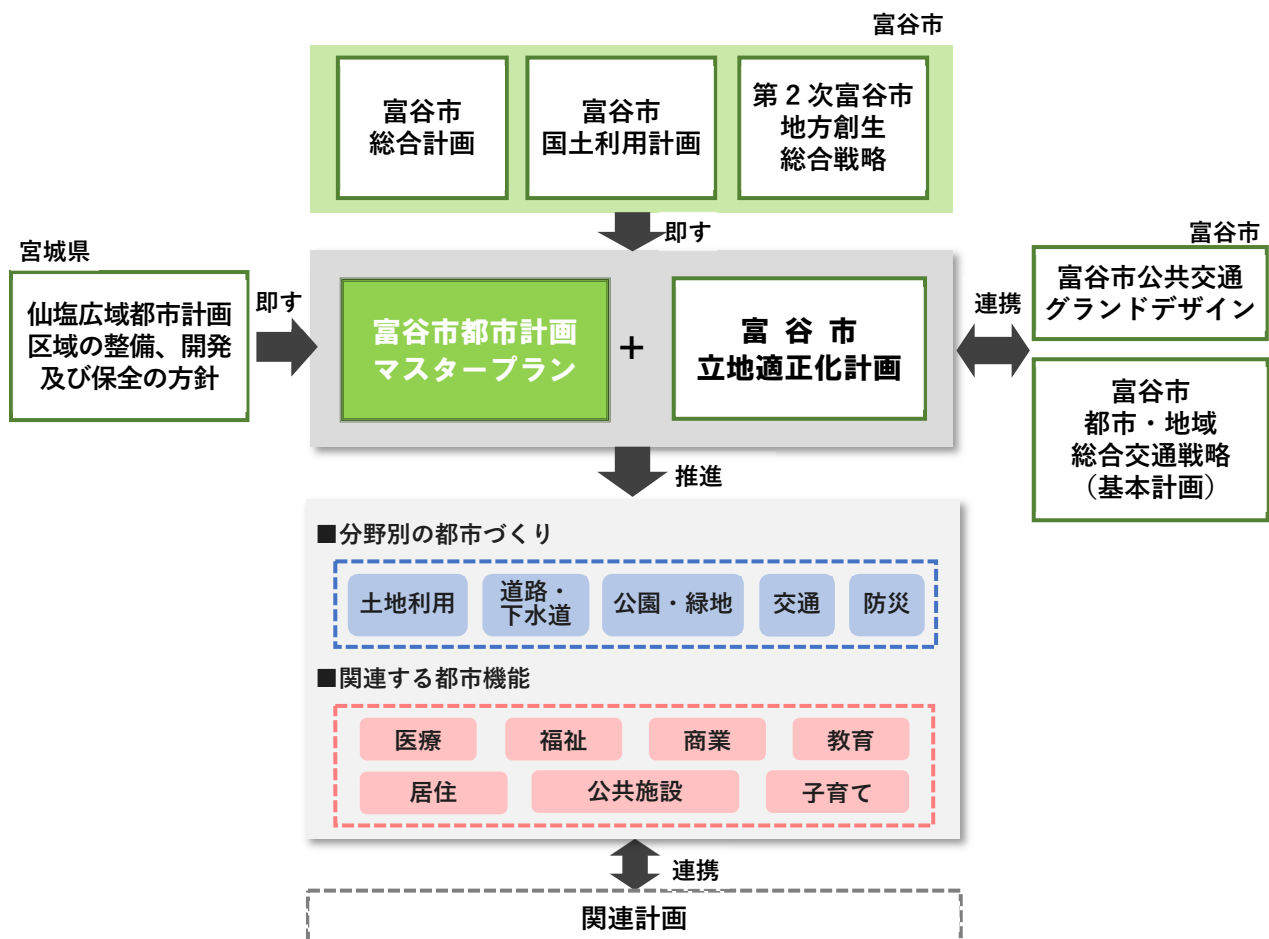 富谷市
富谷市
総合計画
富谷市
国土利用計画
第２次富谷市
地方創生
総合戦略
即す
宮城県
仙塩広域都市計画
区域の整備、開発
及び保全の方針
即す
富谷市都市計画
マスタープラン
+
富谷市
立地適正化計画
連携
富谷市
富谷市公共交通
グランドデザイン
富谷市
都市・地域
総合交通戦略
（基本計画）
推進
■分野別の都市づくり
土地利用
道路・
下水道
公園・緑地
交通
防災
■関連する都市機能
医療
福祉
商業
教育
居住
公共施設
子育て
連携
関連計画